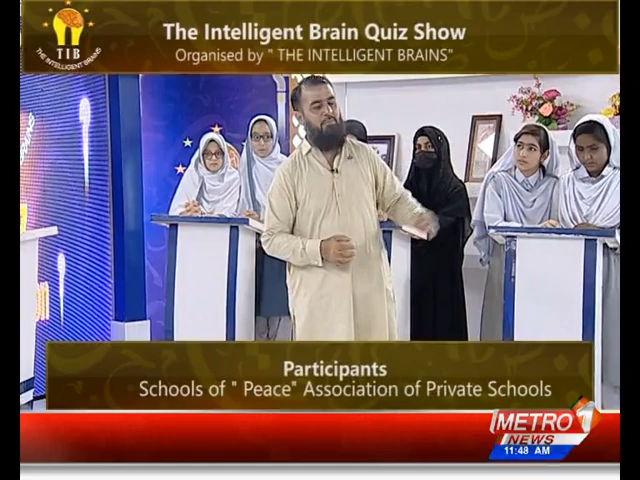 TIB
THE INTELLIGENT BRAINS
The Intelligent Brain Quiz Show
Organised by " THE INTELLIGENT BRAINS"
Participants
Schools of " Peace" Association of Private Schools
METRO 1
NEWS
11:48 AM